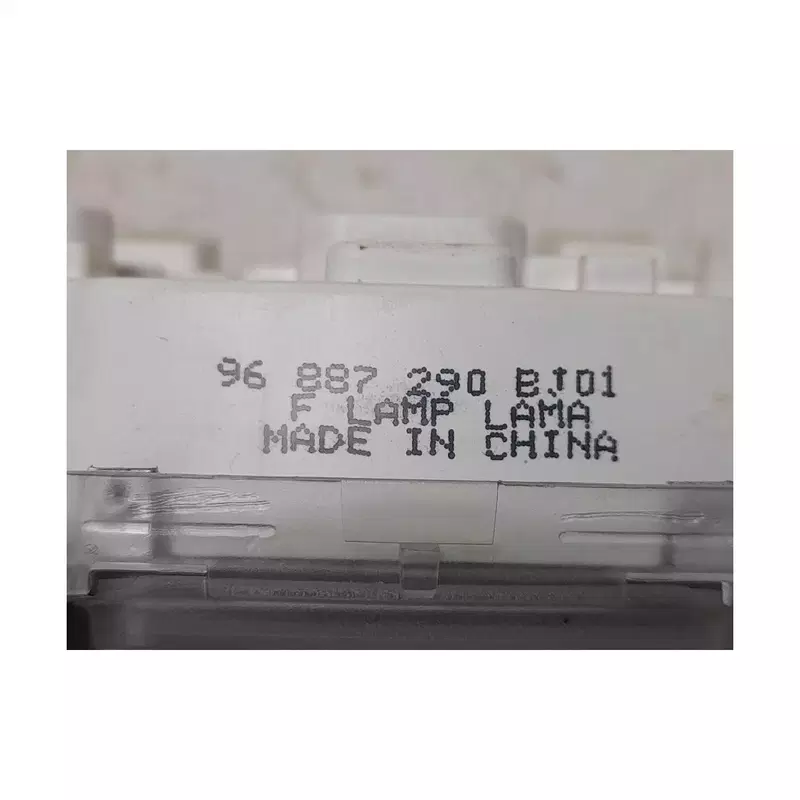 96 887 290 BJ01
F LAMP LAMA
MADE IN CHINA